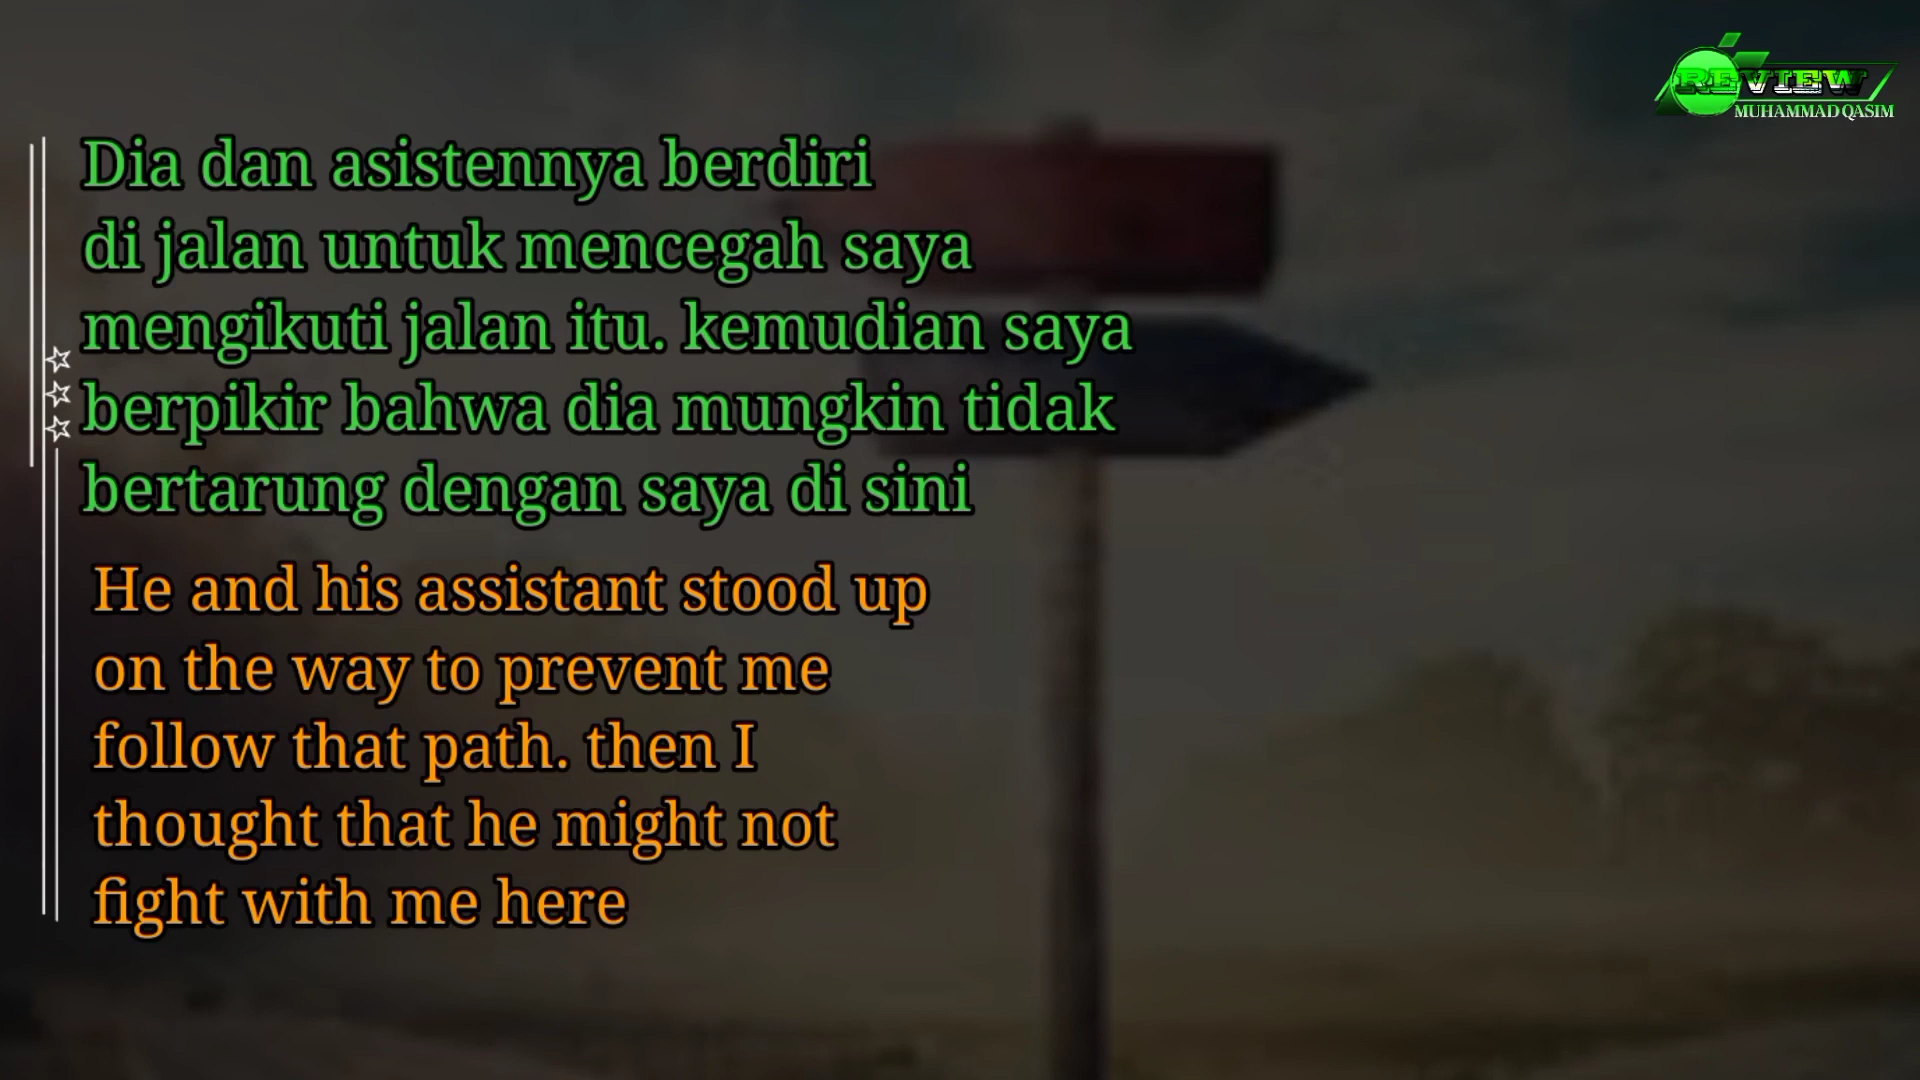 REVIEW
MUHAMMAD QASIM
Dia dan asistennya berdiri
di jalan untuk mencegah saya
mengikuti jalan itu. kemudian saya
berpikir bahwa dia mungkin tidak
bertarung dengan saya di sini
He and his assistant stood up
on the way to prevent me
follow that path. then I
thought that he might not
fight with me here